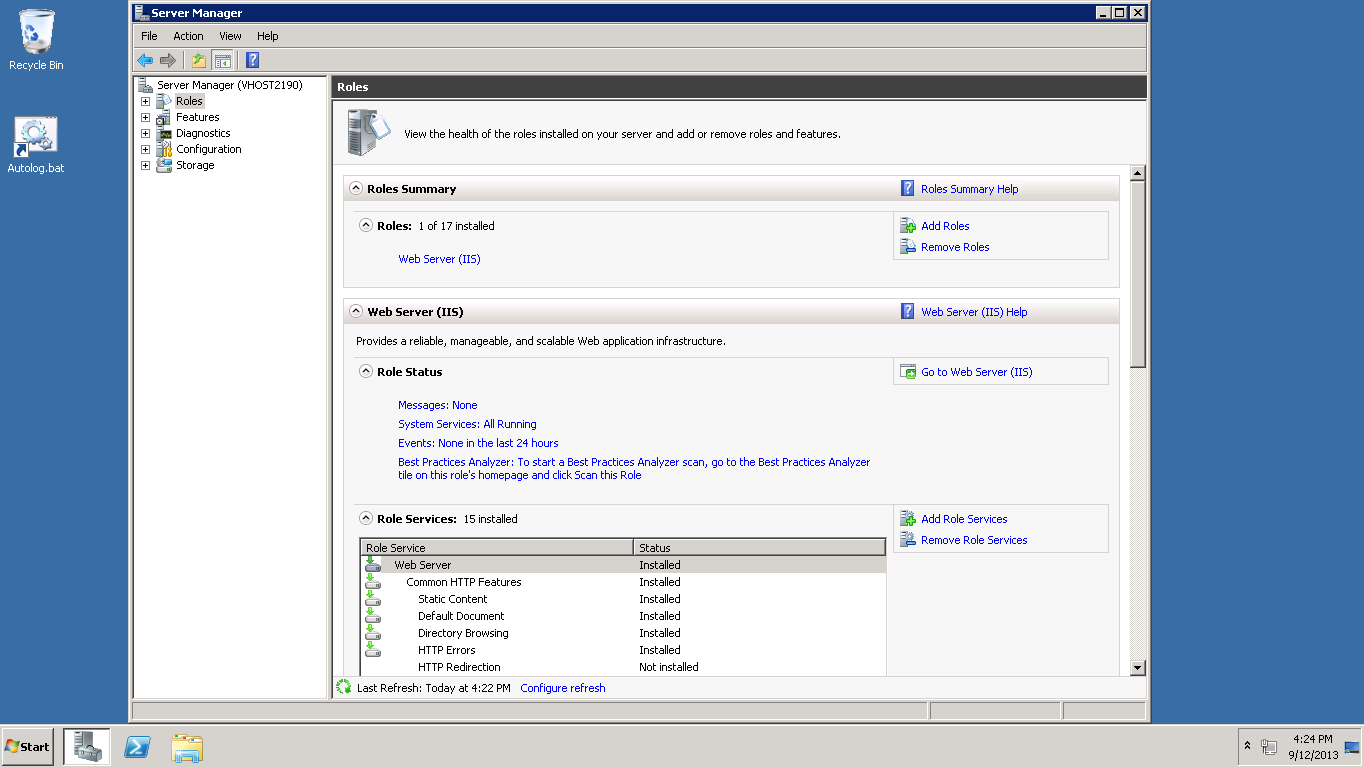 Recycle Bin
Autolog.bat
Server Manager
File Action View Help
Server Manager (VHOST2190)
Roles
Features
Diagnostics
Configuration
Storage
Roles
View the health of the roles installed on your server and add or remove roles and features.
Roles Summary
Roles Summary Help
Roles: 1 of 17 installed
Add Roles
Remove Roles
Web Server (IIS)
Web Server (IIS)
Web Server (IIS) Help
Provides a reliable, manageable, and scalable Web application infrastructure.
Role Status
Go to Web Server (IIS)
Messages: None
System Services: All Running
Events: None in the last 24 hours
Best Practices Analyzer: To start a Best Practices Analyzer scan, go to the Best Practices Analyzer
tile on this role's homepage and click Scan this Role
Role Services: 15 installed
Add Role Services
Remove Role Services
Role Service Status
Web Server Installed
Common HTTP Features Installed
Static Content Installed
Default Document Installed
Directory Browsing Installed
HTTP Errors Installed
HTTP Redirection Not installed
Last Refresh: Today at 4:22 PM Configure refresh
Start
4:24 PM
9/12/2013